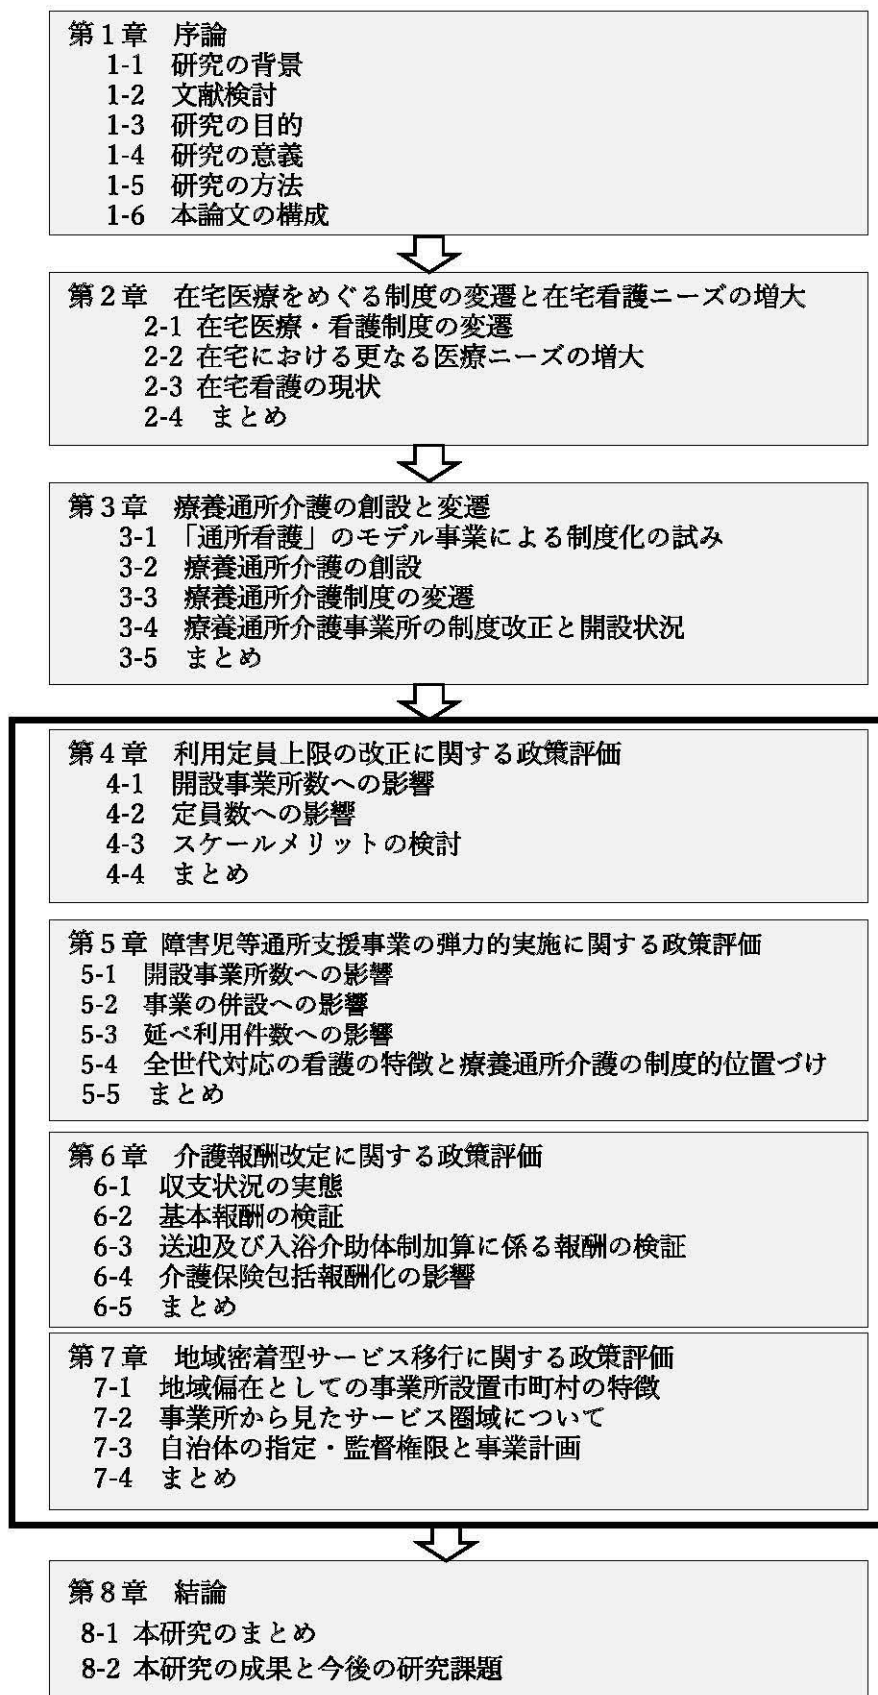 第1章 序論
1-1 研究の背景
1-2 文献検討
1-3 研究の目的
1-4 研究の意義
1-5 研究の方法
1-6 本論文の構成
第2章 在宅医療をめぐる制度の変遷と在宅看護ニーズの増大
2-1 在宅医療・看護制度の変遷
2-2 在宅における更なる医療ニーズの増大
2-3 在宅看護の現状
2-4 まとめ
第3章 療養通所介護の創設と変遷
3-1 「通所看護」のモデル事業による制度化の試み
3-2 療養通所介護の創設
3-3 療養通所介護制度の変遷
3-4 療養通所介護事業所の制度改正と開設状況
3-5 まとめ
第4章 利用定員上限の改正に関する政策評価
4-1 開設事業所数への影響
4-2 定員数への影響
4-3 スケールメリットの検討
4-4 まとめ
第5章 障害児等通所支援事業の弾力的実施に関する政策評価
5-1 開設事業所数への影響
5-2 事業の併設への影響
5-3 延べ利用件数への影響
5-4 全世代対応の看護の特徴と療養通所介護の制度的位置づけ
5-5 まとめ
第6章 介護報酬改定に関する政策評価
6-1 収支状況の実態
6-2 基本報酬の検証
6-3 送迎及び入浴介助体制加算に係る報酬の検証
6-4 介護保険包括報酬化の影響
6-5 まとめ
第7章 地域密着型サービス移行に関する政策評価
7-1 地域偏在としての事業所設置市町村の特徴
7-2 事業所から見たサービス圏域について
7-3 自治体の指定・監督権限と事業計画
7-4 まとめ
第8章 結論
8-1 本研究のまとめ
8-2 本研究の成果と今後の研究課題